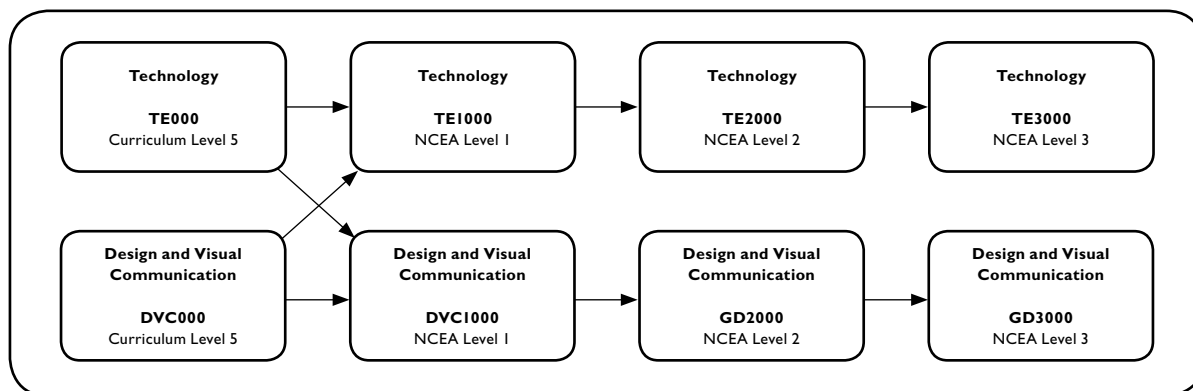 Technology
TE000
Curriculum Level 5
Technology
TE1000
NCEA Level 1
Technology
TE2000
NCEA Level 2
Technology
TE3000
NCEA Level 3
Design and Visual
Communication
DVC000
Curriculum Level 5
Design and Visual
Communication
DVC1000
NCEA Level 1
Design and Visual
Communication
GD2000
NCEA Level 2
Design and Visual
Communication
GD3000
NCEA Level 3